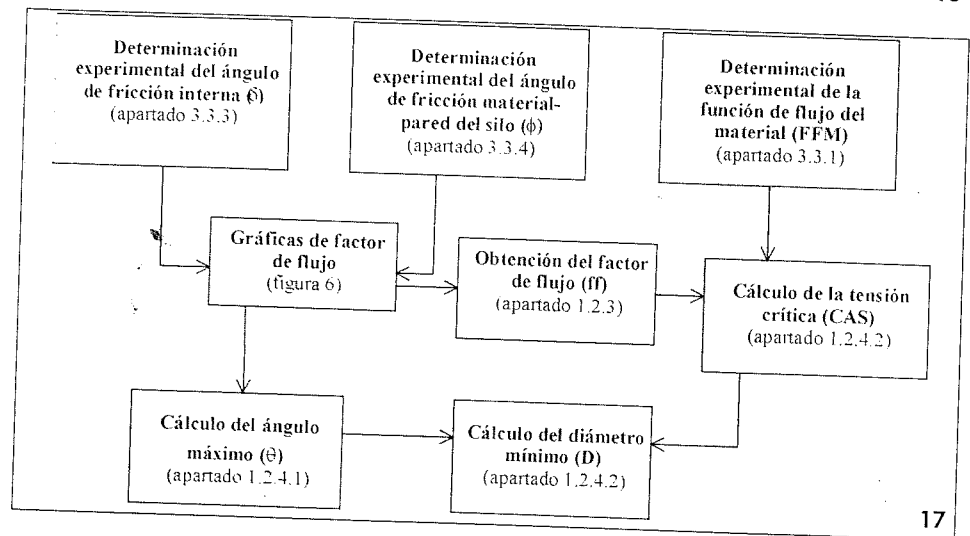 Determinación
experimental del ángulo
de fricción interna (δ)
(apartado 3.3.3)
Determinación
experimental del ángulo
de fricción material-
pared del silo (ϕ)
(apartado 3.3.4)
Determinación
experimental de la
función de flujo del
material (FFM)
(apartado 3.3.1)
Gráficas de factor
de flujo
(figura 6)
Obtención del factor
de flujo (ff)
(apartado 1.2.3)
Cálculo de la tensión
crítica (CAS)
(apartado 1.2.4.2)
Cálculo del ángulo
máximo (θ)
(apartado 1.2.4.1)
Cálculo del diámetro
mínimo (D)
(apartado 1.2.4.2)
17